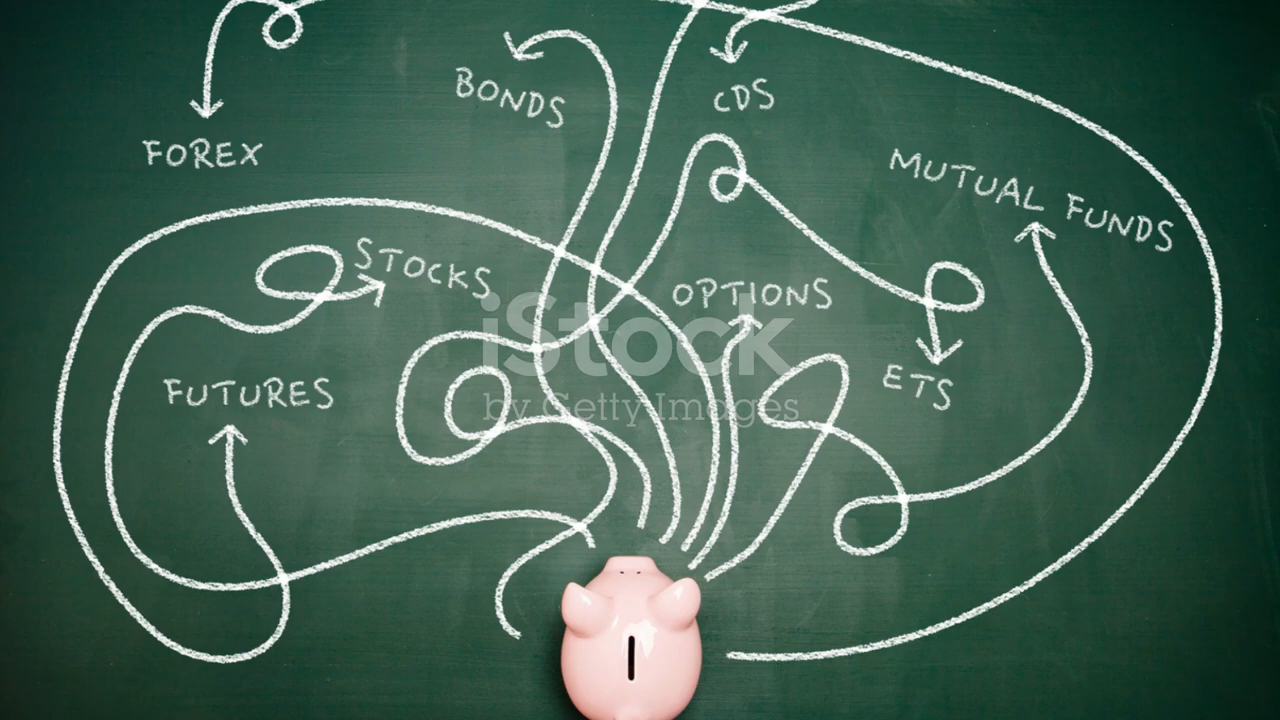 BONDS
CDS
FOREX
MUTUAL FUNDS
STOCKS
OPTIONS
iStock
by Getty Images
FUTURES
ETS